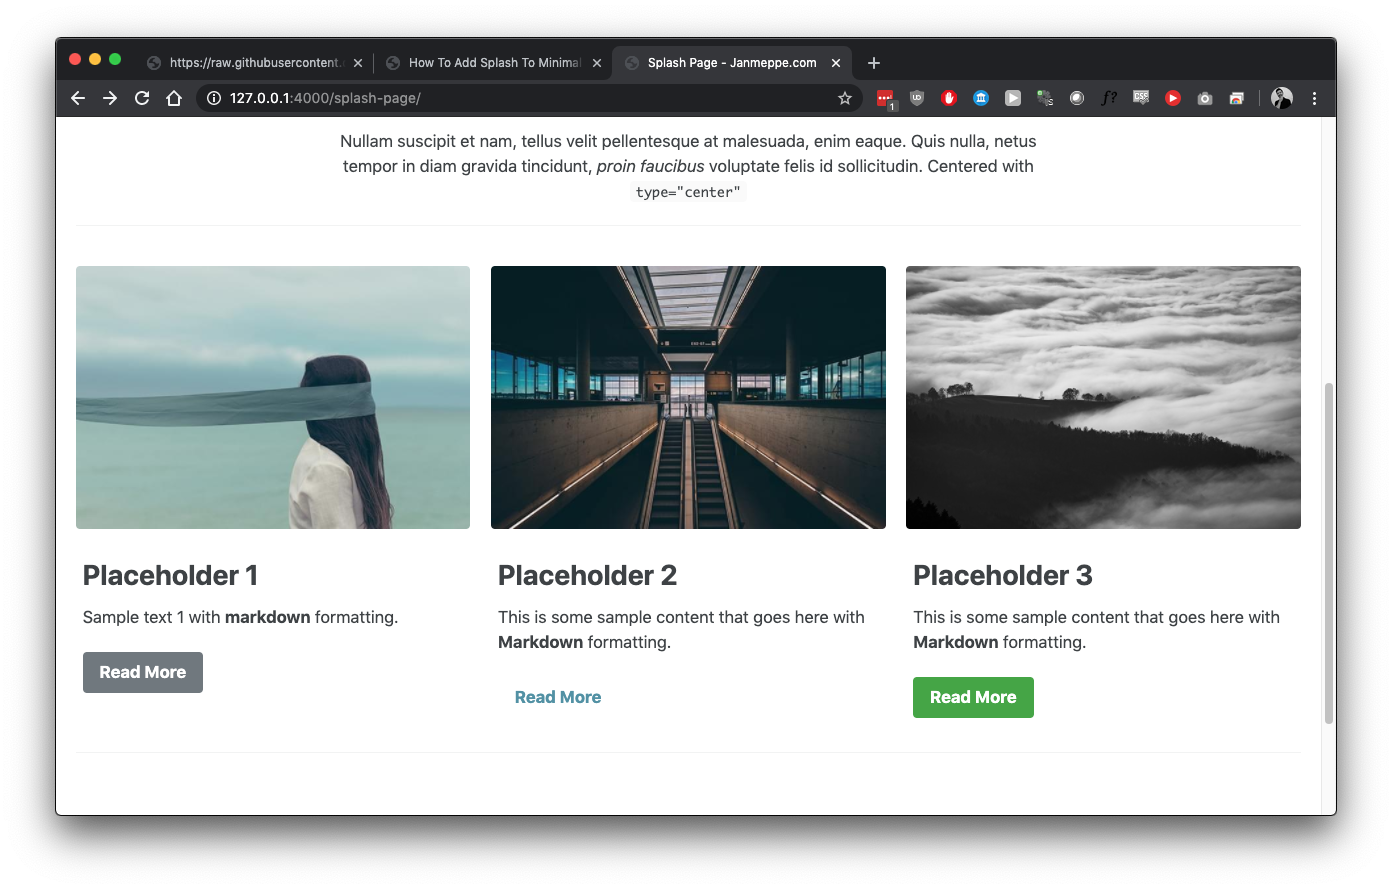 https://raw.githubusercontent.
How To Add Splash To Minimal
Splash Page - Janmeppe.com
127.0.0.1:4000/splash-page/
1
UD
S
f?
CSS
Nullam suscipit et nam, tellus velit pellentesque at malesuada, enim eaque. Quis nulla, netus
tempor in diam gravida tincidunt, proin faucibus voluptate felis id sollicitudin. Centered with
type="center"
Placeholder 1
Placeholder 2
Placeholder 3
Sample text 1 with markdown formatting.
This is some sample content that goes here with
Markdown formatting.
This is some sample content that goes here with
Markdown formatting.
Read More
Read More
Read More